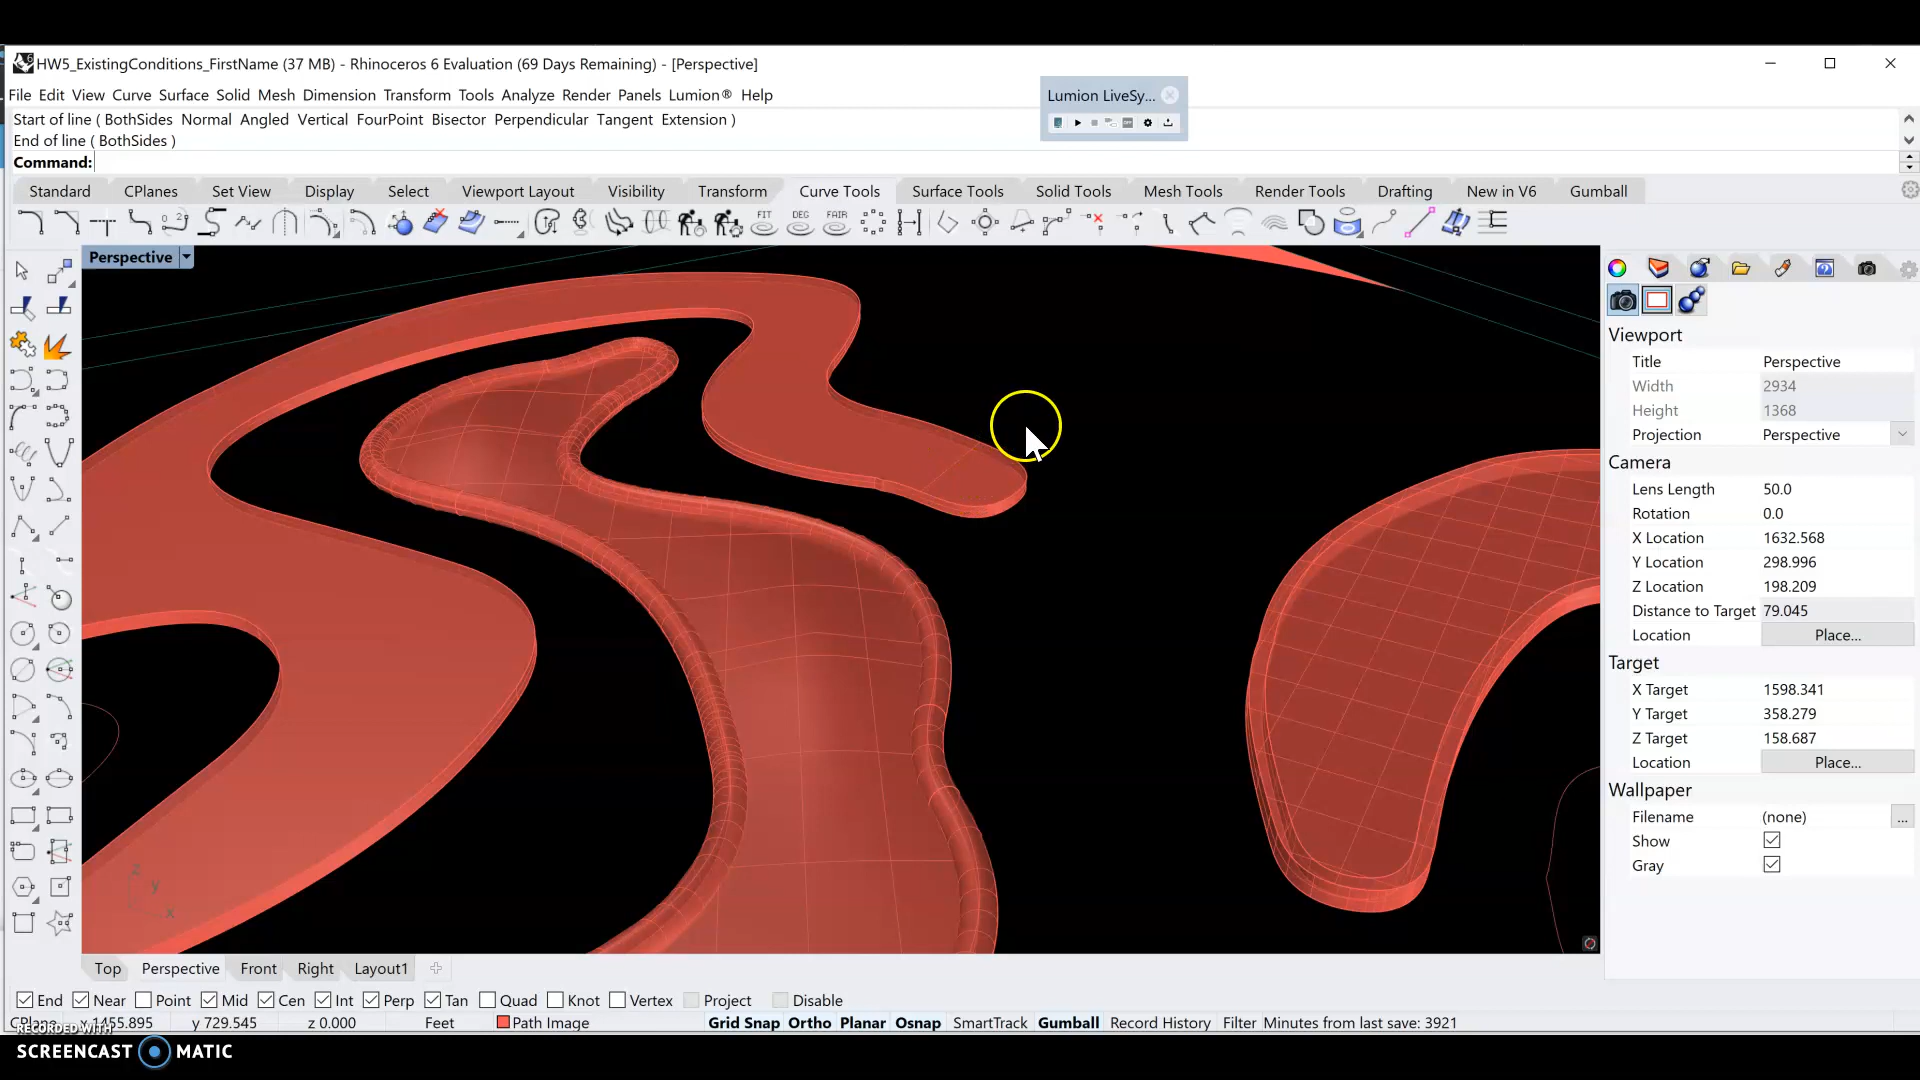 HW5_ExistingConditions_FirstName (37 MB) - Rhinoceros 6 Evaluation (69 Days Remaining) - [Perspective]
File Edit View Curve Surface Solid Mesh Dimension Transform Tools Analyze Render Panels Lumion® Help
Lumion LiveSy...
Start of line ( BothSides Normal Angled Vertical FourPoint Bisector Perpendicular Tangent Extension )
End of line ( BothSides )
Command:
Standard CPlanes Set View Display Select Viewport Layout Visibility Transform Curve Tools Surface Tools Solid Tools Mesh Tools Render Tools Drafting New in V6 Gumball
FIT DEG FAIR
Perspective
Viewport
Title Perspective
Width 2934
Height 1368
Projection Perspective
Camera
Lens Length 50.0
Rotation 0.0
X Location 1632.568
Y Location 298.996
Z Location 198.209
Distance to Target 79.045
Location Place...
Target
X Target 1598.341
Y Target 358.279
Z Target 158.687
Location Place...
Wallpaper
Filename (none) ...
Show
Gray
z
y
x
Top Perspective Front Right Layout1
End Near Point Mid Cen Int Perp Tan Quad Knot Vertex Project Disable
CPlane x 1455.895 y 729.545 z 0.000 Feet Path Image Grid Snap Ortho Planar Osnap SmartTrack Gumball Record History Filter Minutes from last save: 3921
RECORDED WITH
SCREENCAST MATIC